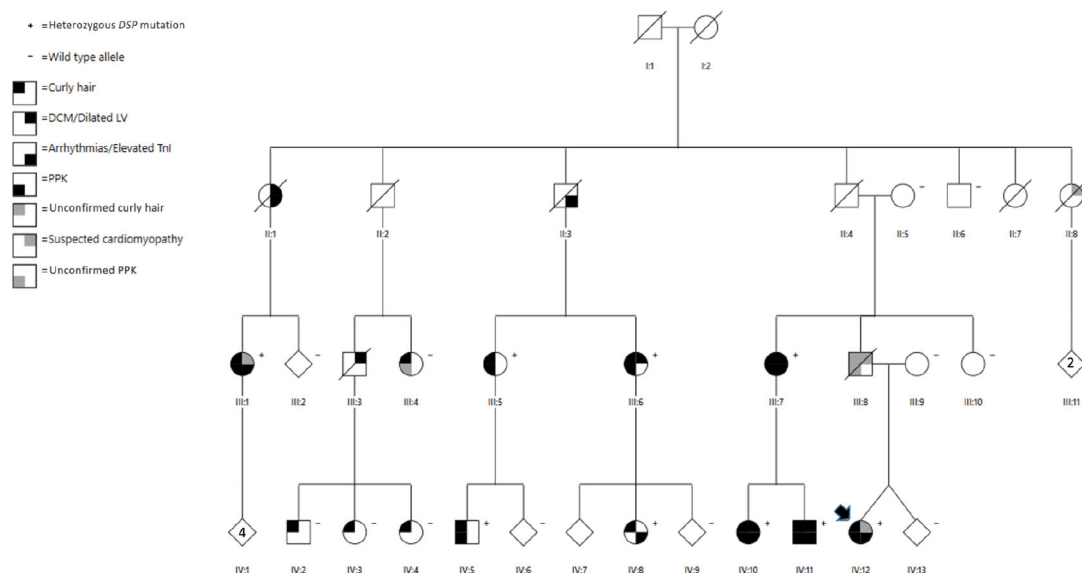 + =Heterozygous DSP mutation
− =Wild type allele
=Curly hair
=DCM/Dilated LV
=Arrhythmias/Elevated TnI
=PPK
=Unconfirmed curly hair
=Suspected cardiomyopathy
=Unconfirmed PPK
I:1 I:2
− −
II:1 II:2 II:3 II:4 II:5 II:6 II:7 II:8
+ − − + + + − − 2
III:1 III:2 III:3 III:4 III:5 III:6 III:7 III:8 III:9 III:10 III:11
4 − − − + − + − + + + −
IV:1 IV:2 IV:3 IV:4 IV:5 IV:6 IV:7 IV:8 IV:9 IV:10 IV:11 IV:12 IV:13